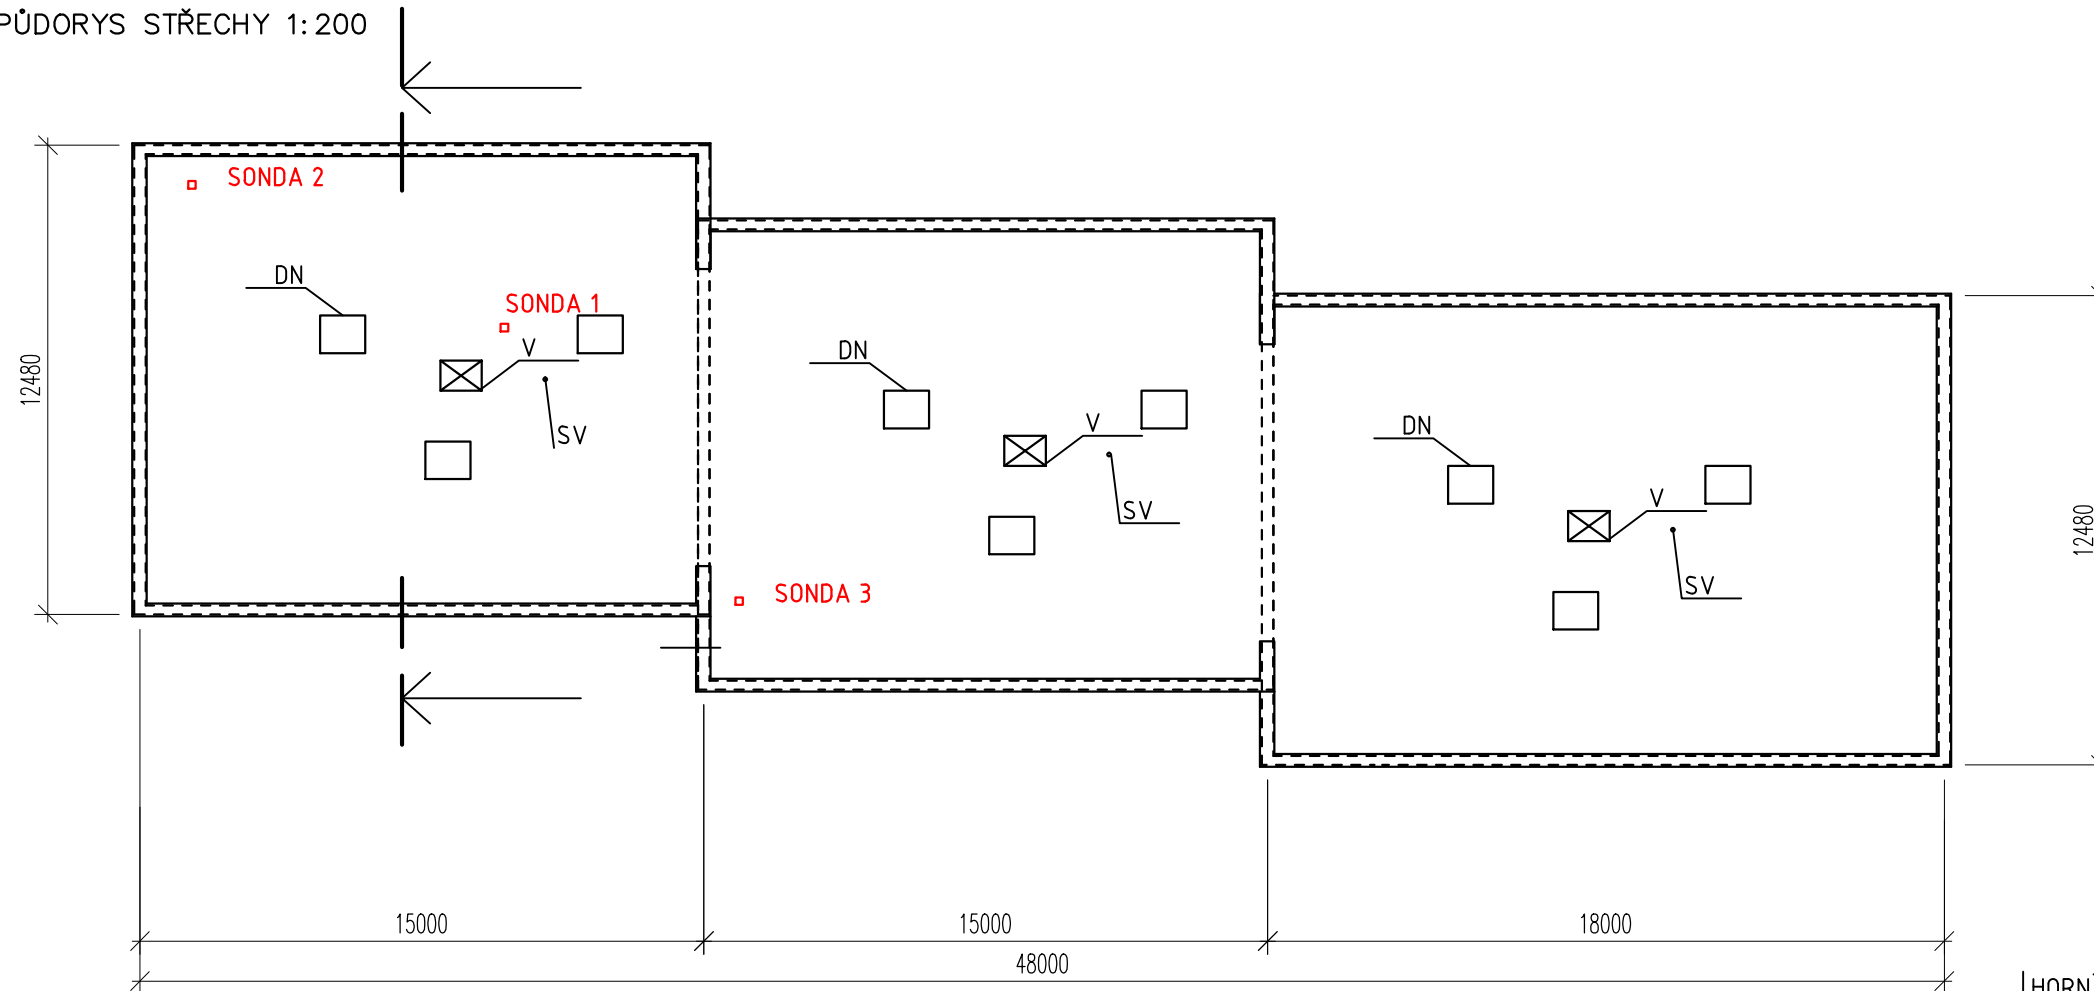 PŮDORYS STŘECHY 1:200
SONDA 2
DN
SONDA 1
V
SV
12480
DN
V
SV
SONDA 3
DN
V
SV
12480
15000
15000
18000
48000